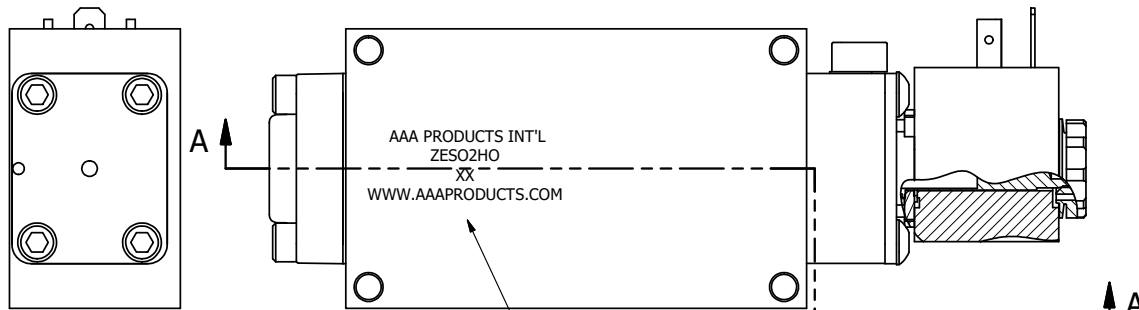 A
AAA PRODUCTS INT'L
ZESO2HO
XX
WWW.AAAPRODUCTS.COM
A